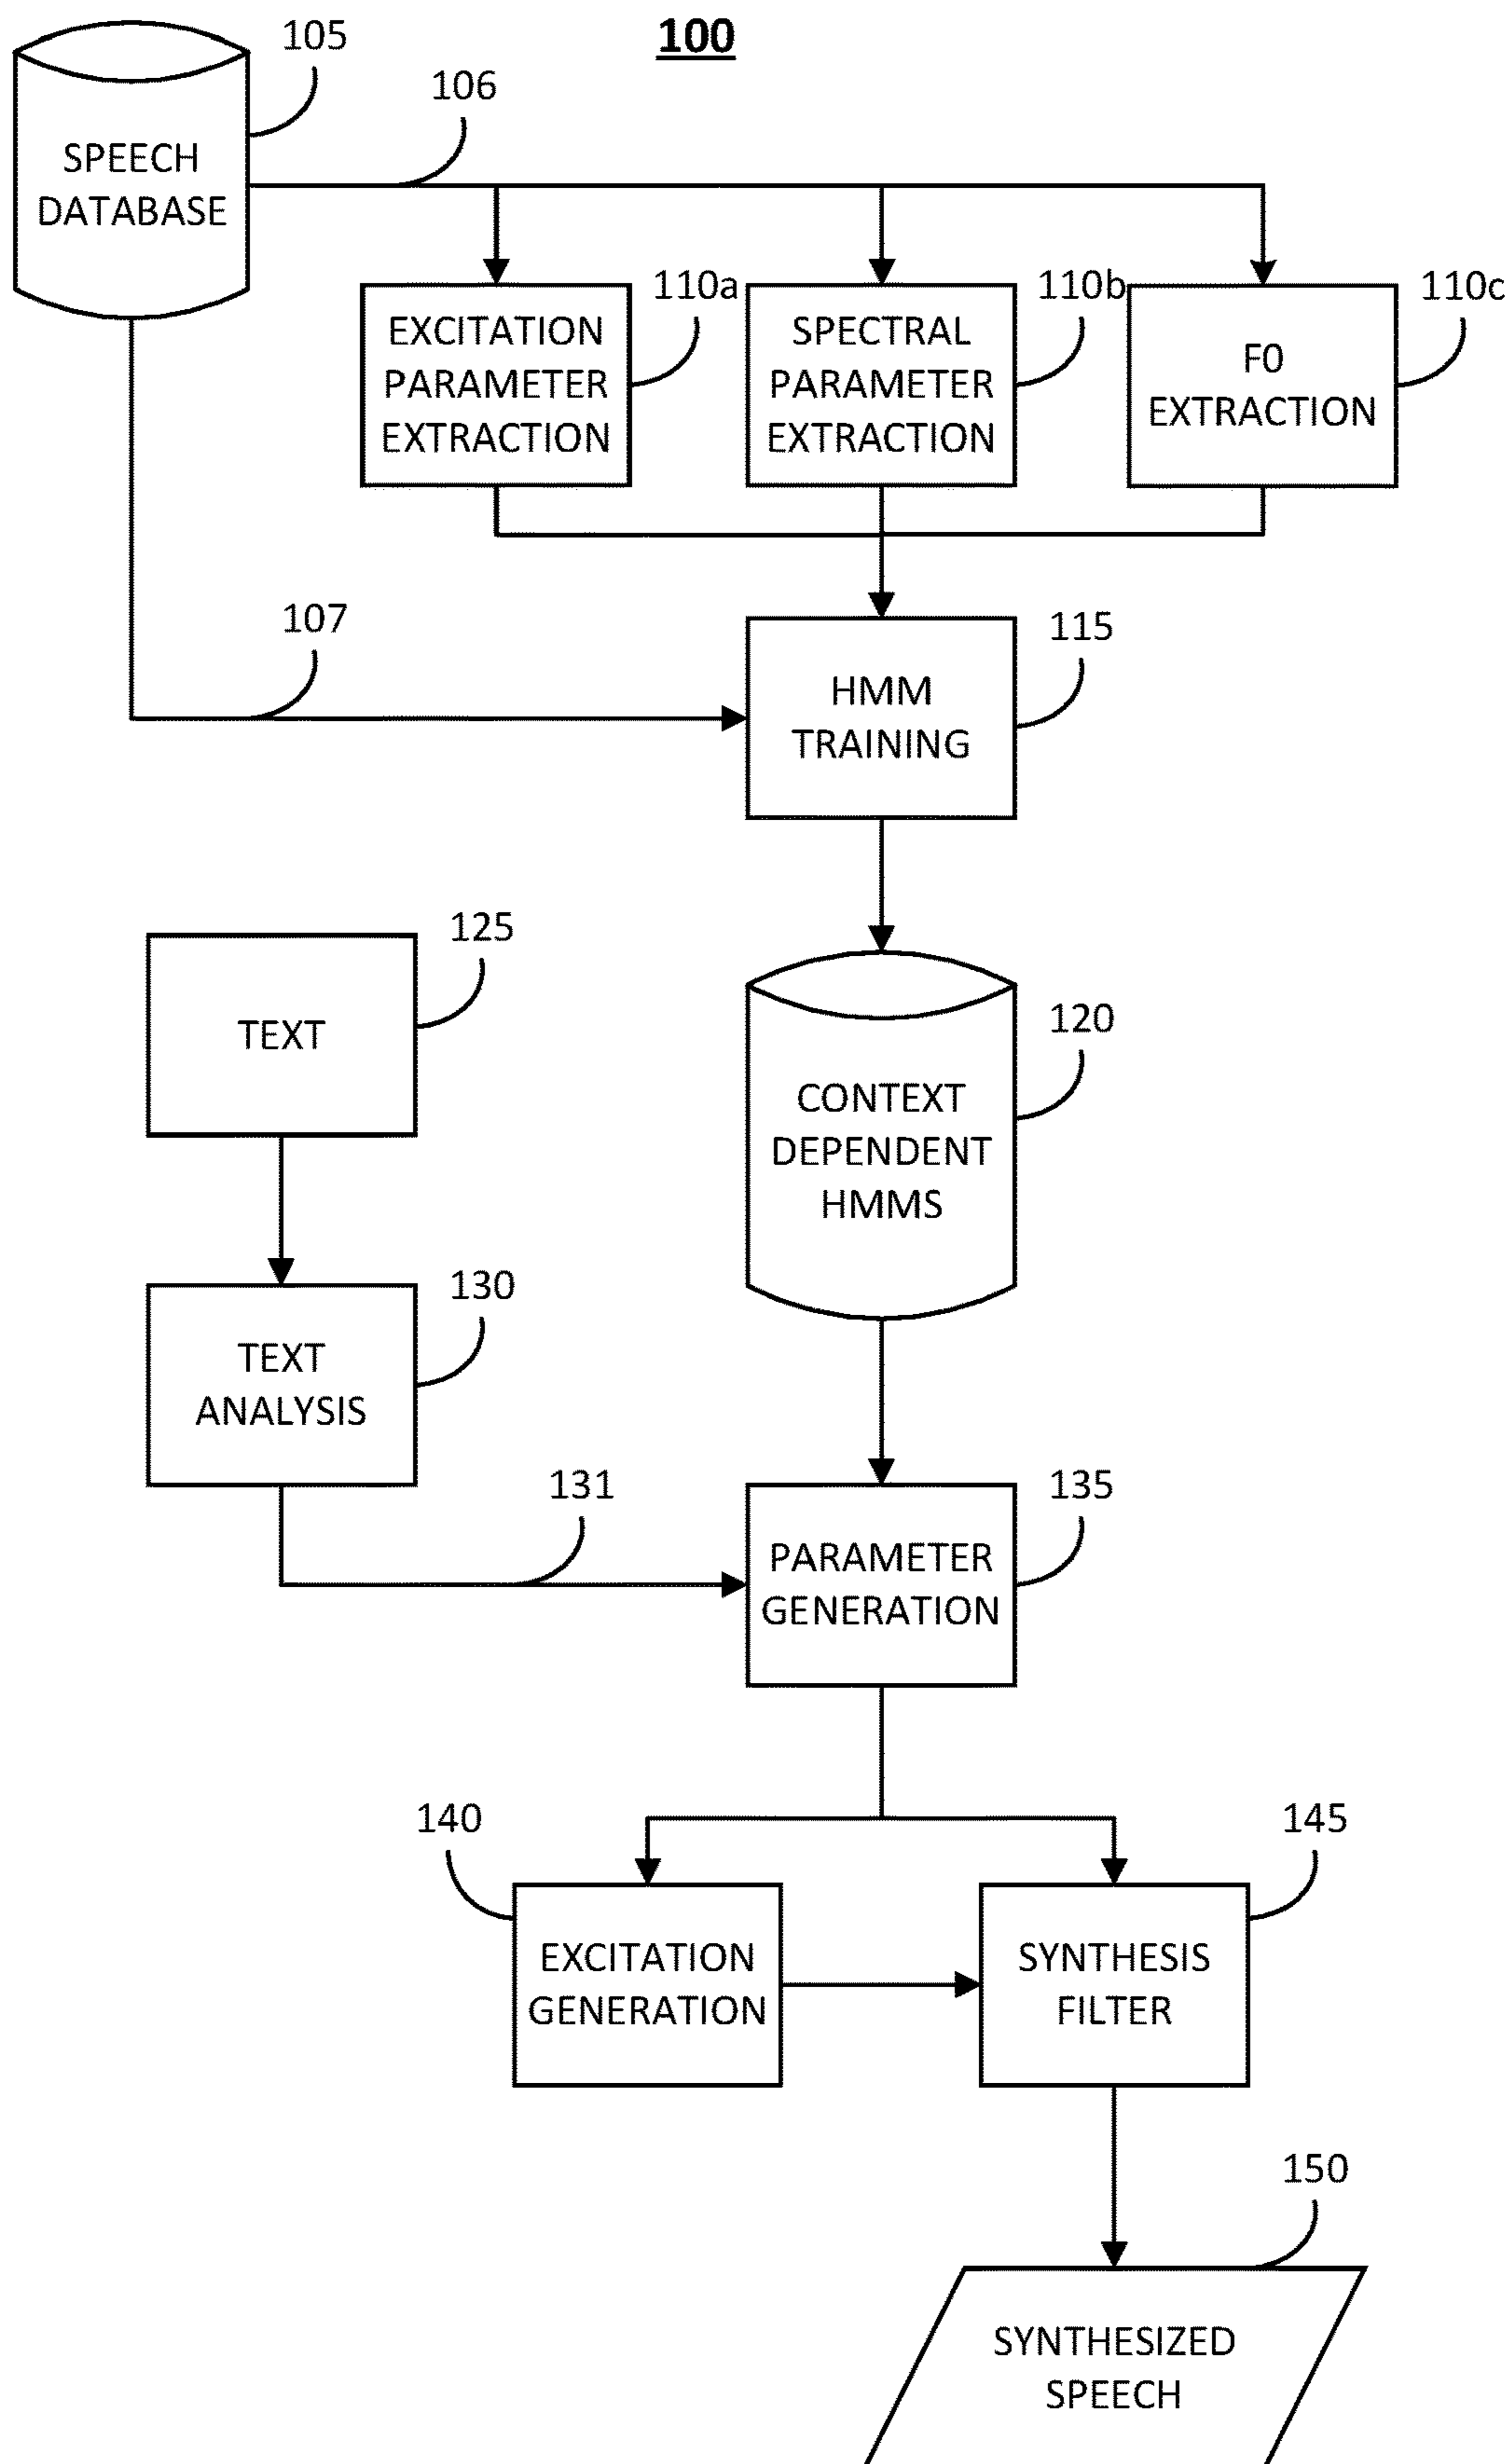 100
105
106
SPEECH
DATABASE
110a
110b
110c
EXCITATION
PARAMETER
EXTRACTION
SPECTRAL
PARAMETER
EXTRACTION
F0
EXTRACTION
107
115
HMM
TRAINING
125
TEXT
120
CONTEXT
DEPENDENT
HMMS
130
TEXT
ANALYSIS
131
135
PARAMETER
GENERATION
140
145
EXCITATION
GENERATION
SYNTHESIS
FILTER
150
SYNTHESIZED
SPEECH